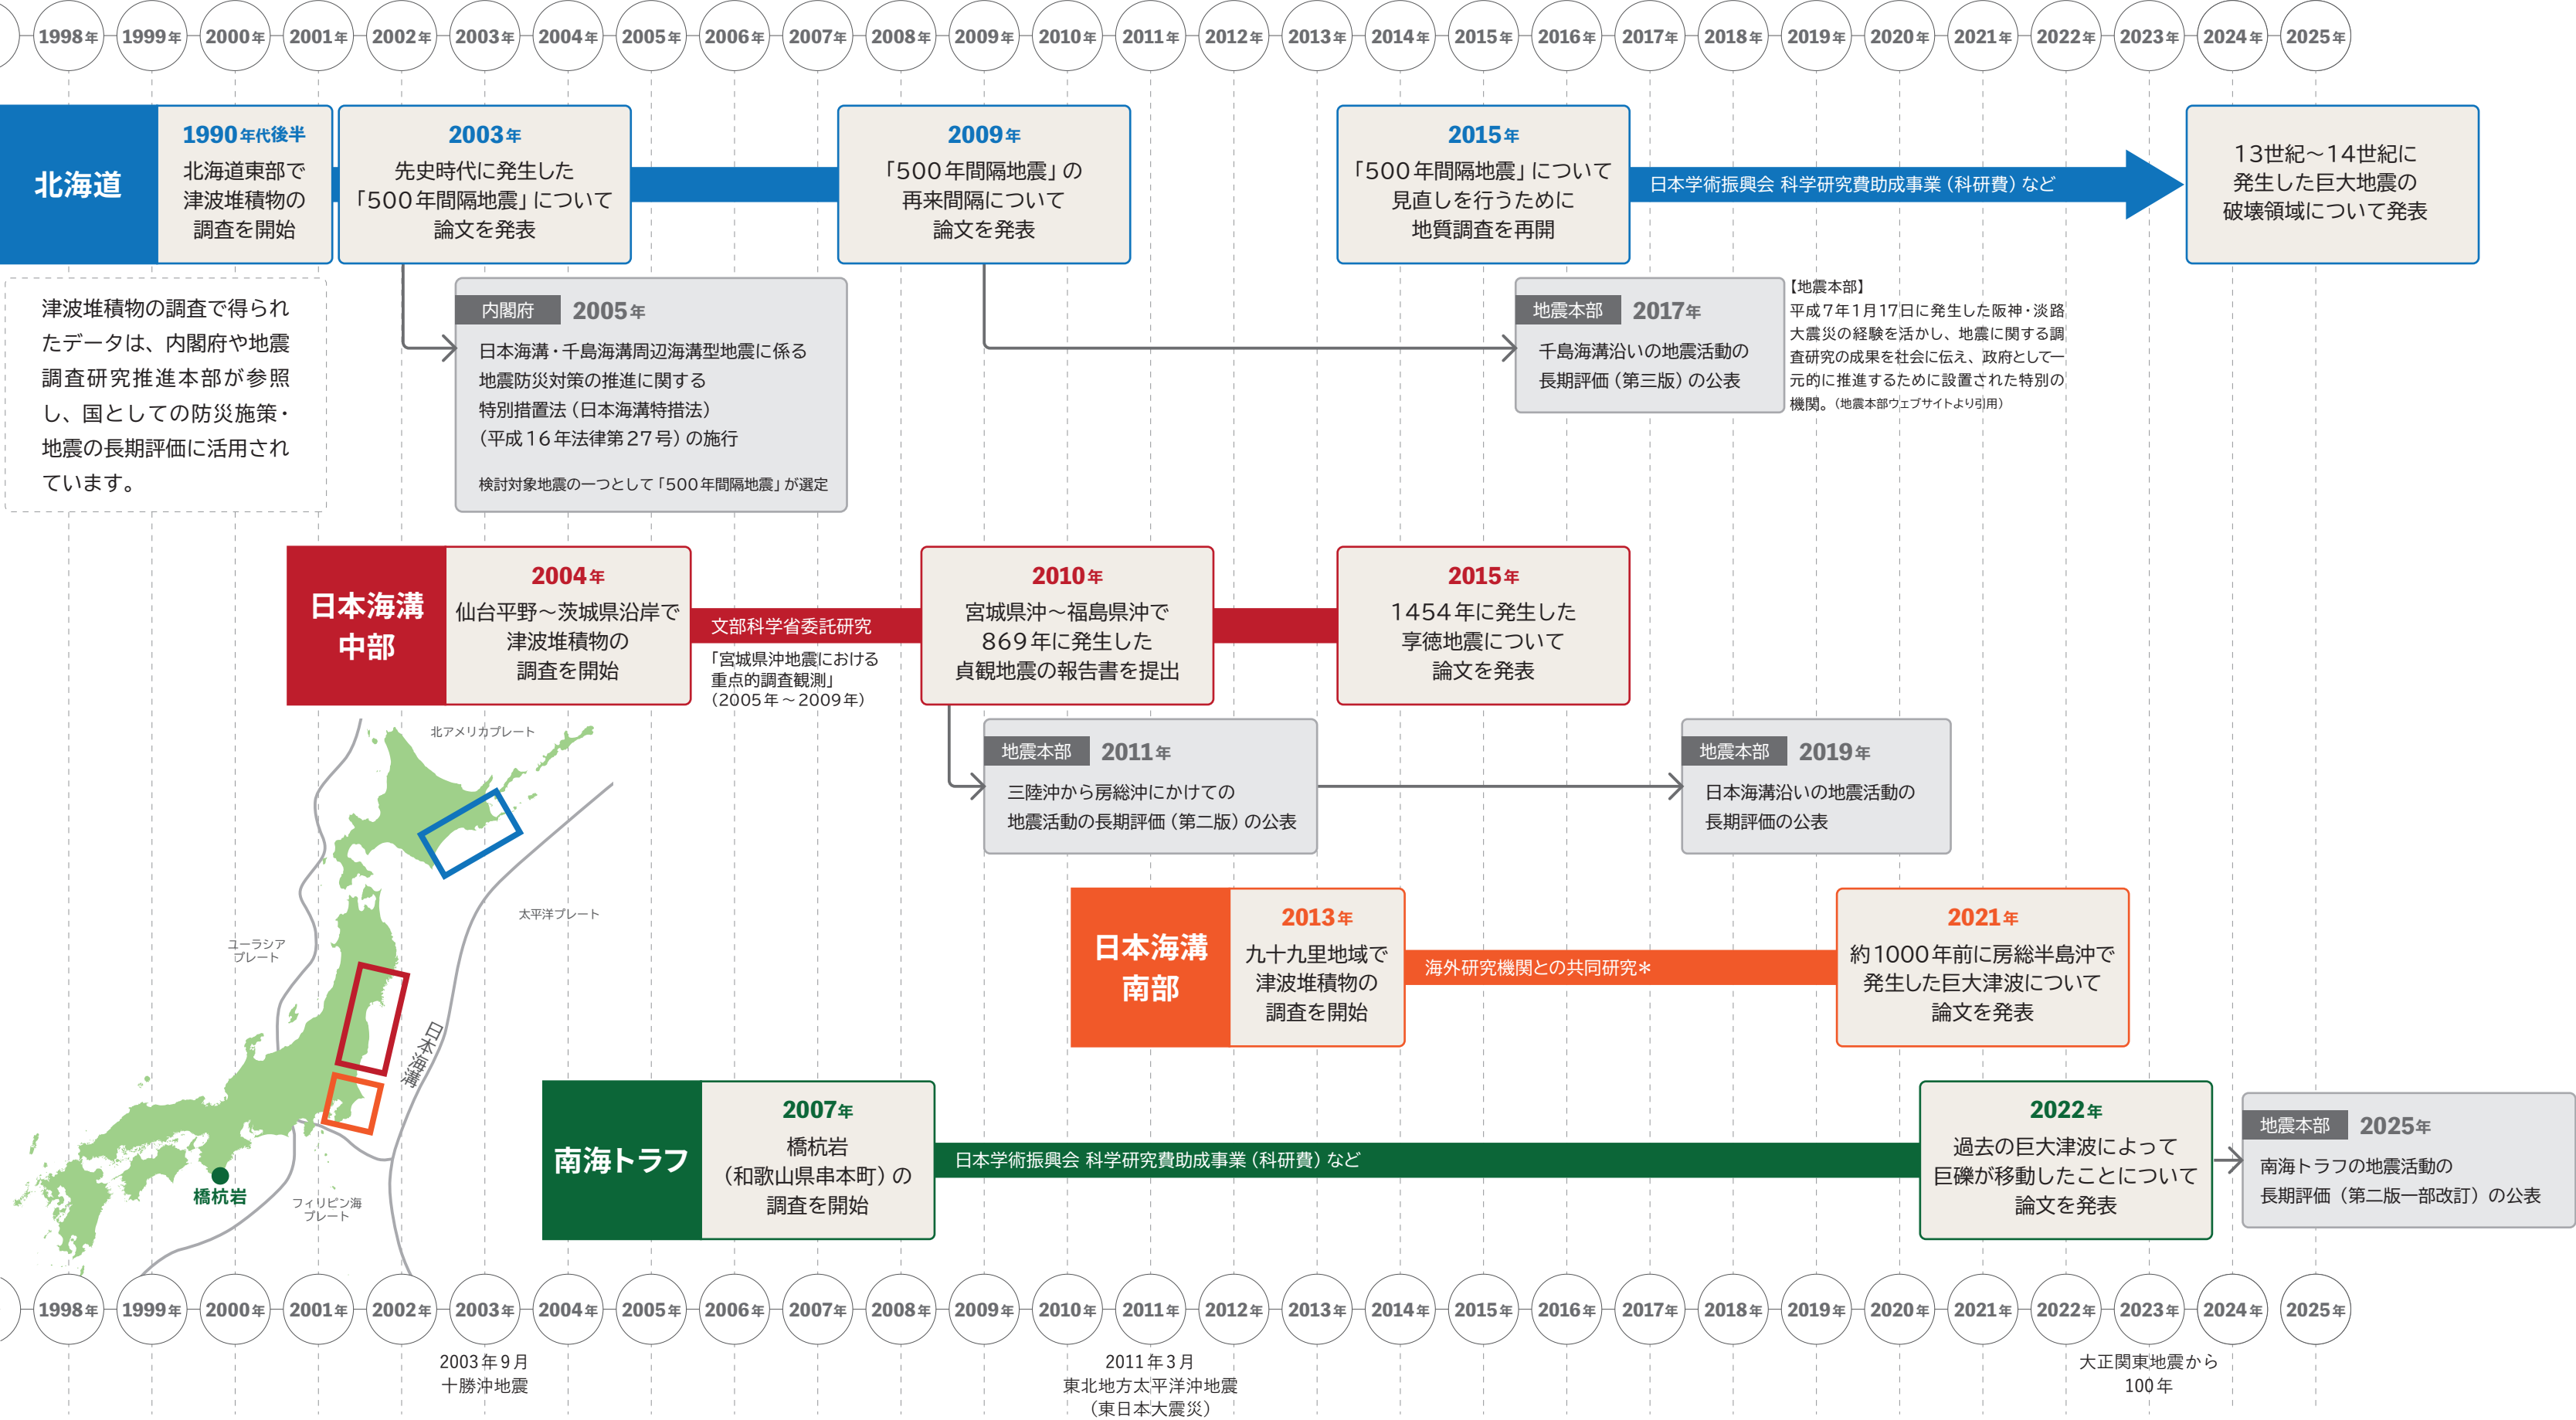 1998年 1999年 2000年 2001年 2002年 2003年 2004年 2005年 2006年 2007年 2008年 2009年 2010年 2011年 2012年 2013年 2014年 2015年 2016年 2017年 2018年 2019年 2020年 2021年 2022年 2023年 2024年 2025年
北海道
1990年代後半
北海道東部で
津波堆積物の
調査を開始
2003年
先史時代に発生した
「500年間隔地震」について
論文を発表
2009年
「500年間隔地震」の
再来間隔について
論文を発表
2015年
「500年間隔地震」について
見直しを行うために
地質調査を再開
日本学術振興会 科学研究費助成事業（科研費）など
13世紀～14世紀に
発生した巨大地震の
破壊領域について発表
津波堆積物の調査で得られ
たデータは、内閣府や地震
調査研究推進本部が参照
し、国としての防災施策・
地震の長期評価に活用され
ています。
内閣府 2005年
日本海溝・千島海溝周辺海溝型地震に係る
地震防災対策の推進に関する
特別措置法（日本海溝特措法）
（平成16年法律第27号）の施行
検討対象地震の一つとして「500年間隔地震」が選定
地震本部 2017年
千島海溝沿いの地震活動の
長期評価（第三版）の公表
【地震本部】
平成7年1月17日に発生した阪神・淡路
大震災の経験を活かし、地震に関する調
査研究の成果を社会に伝え、政府として一
元的に推進するために設置された特別の
機関。（地震本部ウェブサイトより引用）
日本海溝
中部
2004年
仙台平野～茨城県沿岸で
津波堆積物の
調査を開始
文部科学省委託研究
「宮城県沖地震における
重点的調査観測」
（2005年～2009年）
2010年
宮城県沖～福島県沖で
869年に発生した
貞観地震の報告書を提出
2015年
1454年に発生した
享徳地震について
論文を発表
地震本部 2011年
三陸沖から房総沖にかけての
地震活動の長期評価（第二版）の公表
地震本部 2019年
日本海溝沿いの地震活動の
長期評価の公表
北アメリカプレート
太平洋プレート
ユーラシア
プレート
日本海溝
橋杭岩
フィリピン海
プレート
日本海溝
南部
2013年
九十九里地域で
津波堆積物の
調査を開始
海外研究機関との共同研究＊
2021年
約1000年前に房総半島沖で
発生した巨大津波について
論文を発表
南海トラフ
2007年
橋杭岩
（和歌山県串本町）の
調査を開始
日本学術振興会 科学研究費助成事業（科研費）など
2022年
過去の巨大津波によって
巨礫が移動したことについて
論文を発表
地震本部 2025年
南海トラフの地震活動の
長期評価（第二版一部改訂）の公表
1998年 1999年 2000年 2001年 2002年 2003年 2004年 2005年 2006年 2007年 2008年 2009年 2010年 2011年 2012年 2013年 2014年 2015年 2016年 2017年 2018年 2019年 2020年 2021年 2022年 2023年 2024年 2025年
2003年9月
十勝沖地震
2011年3月
東北地方太平洋沖地震
（東日本大震災）
大正関東地震から
100年